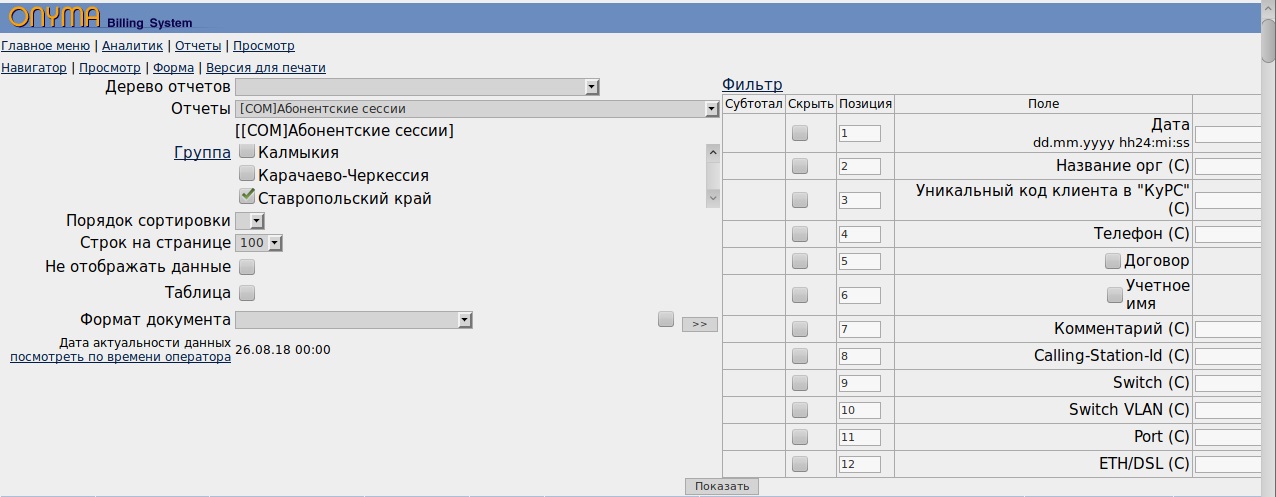 ONYMA Billing System
Главное меню | Аналитик | Отчеты | Просмотр
Навигатор | Просмотр | Форма | Версия для печати
Дерево отчетов
Отчеты [COM]Абонентские сессии
[[COM]Абонентские сессии]
Группа Калмыкия
Карачаево-Черкессия
Ставропольский край
Порядок сортировки
Строк на странице 100
Не отображать данные
Таблица
Формат документа >>
Дата актуальности данных
посмотреть по времени оператора 26.08.18 00:00
Фильтр
Субтотал Скрыть Позиция Поле
1 Дата
dd.mm.yyyy hh24:mi:ss
2 Название орг (C)
3 Уникальный код клиента в "КуРС"
(C)
4 Телефон (C)
5 Договор
6 Учетное
имя
7 Комментарий (C)
8 Calling-Station-Id (C)
9 Switch (C)
10 Switch VLAN (C)
11 Port (C)
12 ETH/DSL (C)
Показать